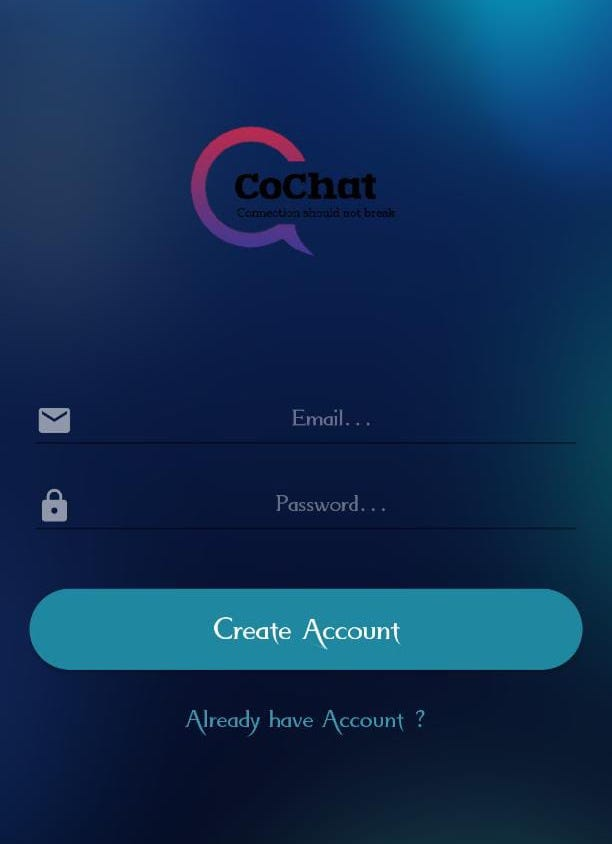 CoChat
Connection should not break
Email...
Password...
Create Account
Already have Account ?